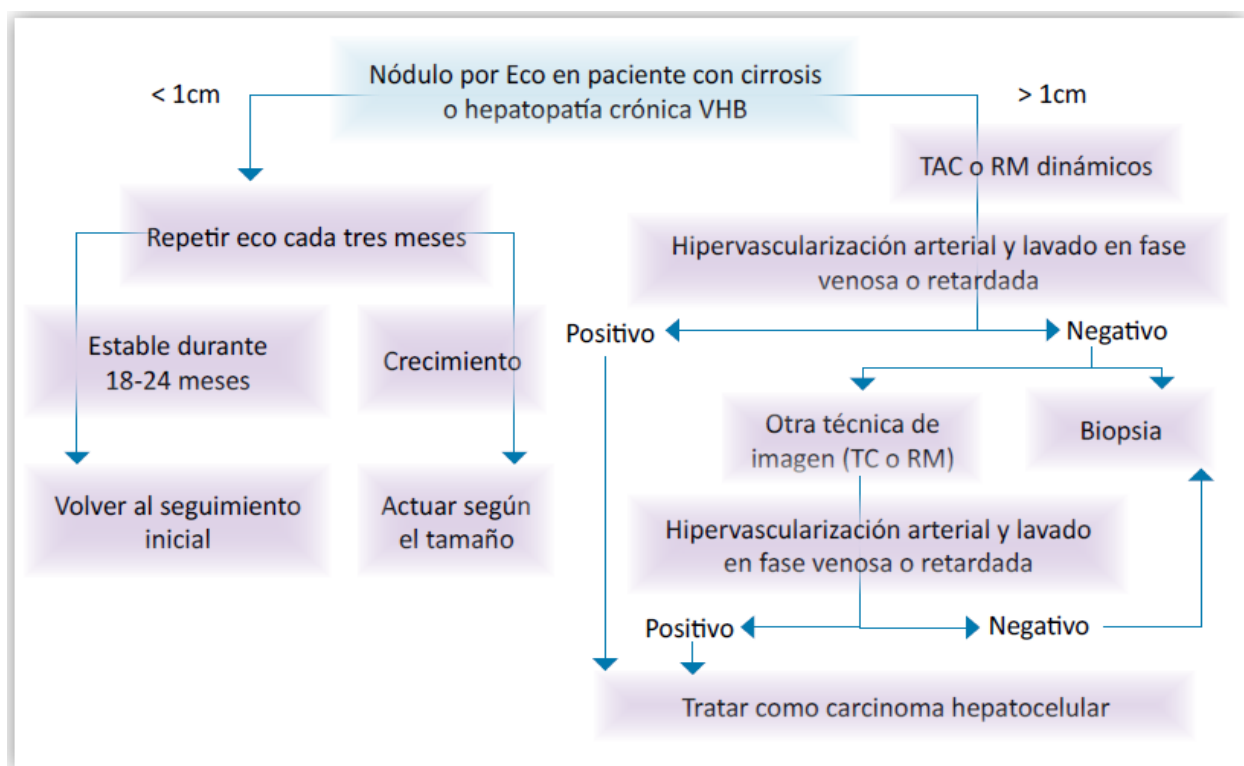 Nódulo por Eco en paciente con cirrosis
o hepatopatía crónica VHB
< 1cm
> 1cm
Repetir eco cada tres meses
Estable durante
18-24 meses
Crecimiento
Volver al seguimiento
inicial
Actuar según
el tamaño
TAC o RM dinámicos
Hipervascularización arterial y lavado en fase
venosa o retardada
Positivo
Negativo
Otra técnica de
imagen (TC o RM)
Biopsia
Hipervascularización arterial y lavado
en fase venosa o retardada
Positivo
Negativo
Tratar como carcinoma hepatocelular